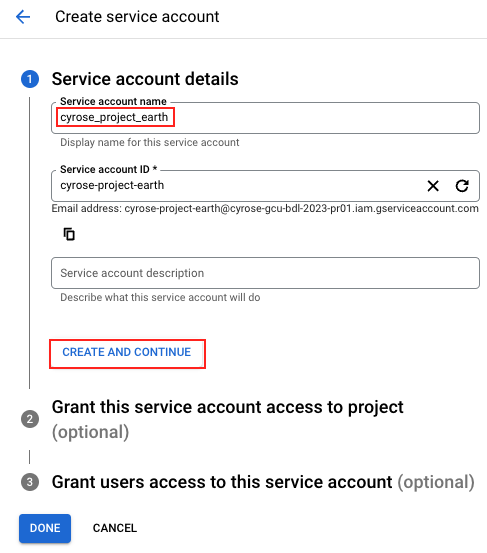 Create service account
1
Service account details
Service account name
cyrose_project_earth
Display name for this service account
Service account ID *
cyrose-project-earth
Email address: cyrose-project-earth@cyrose-gcu-bdl-2023-pr01.iam.gserviceaccount.com
Service account description
Describe what this service account will do
CREATE AND CONTINUE
2
Grant this service account access to project
(optional)
3
Grant users access to this service account (optional)
DONE
CANCEL